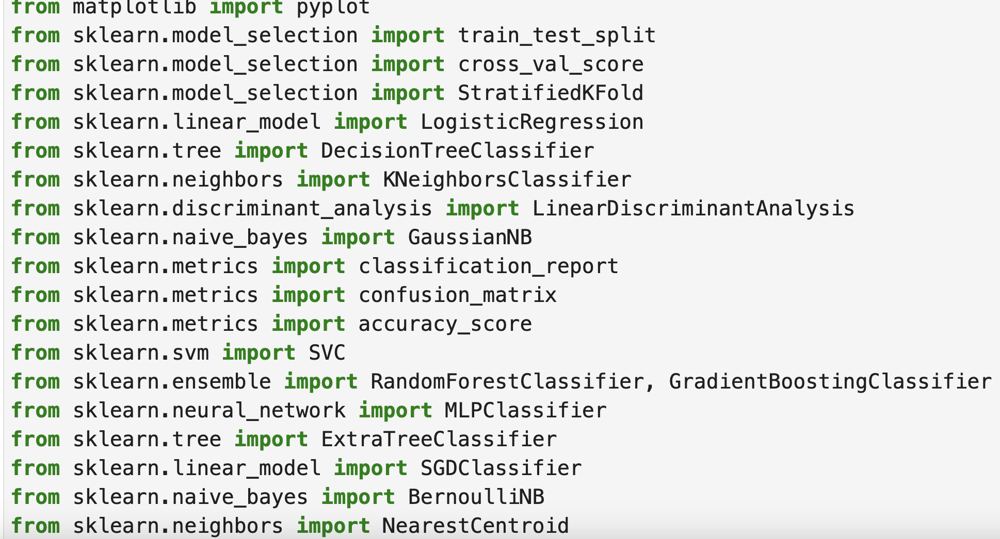 from matplotlib import pyplot
from sklearn.model_selection import train_test_split
from sklearn.model_selection import cross_val_score
from sklearn.model_selection import StratifiedKFold
from sklearn.linear_model import LogisticRegression
from sklearn.tree import DecisionTreeClassifier
from sklearn.neighbors import KNeighborsClassifier
from sklearn.discriminant_analysis import LinearDiscriminantAnalysis
from sklearn.naive_bayes import GaussianNB
from sklearn.metrics import classification_report
from sklearn.metrics import confusion_matrix
from sklearn.metrics import accuracy_score
from sklearn.svm import SVC
from sklearn.ensemble import RandomForestClassifier, GradientBoostingClassifier
from sklearn.neural_network import MLPClassifier
from sklearn.tree import ExtraTreeClassifier
from sklearn.linear_model import SGDClassifier
from sklearn.naive_bayes import BernoulliNB
from sklearn.neighbors import NearestCentroid